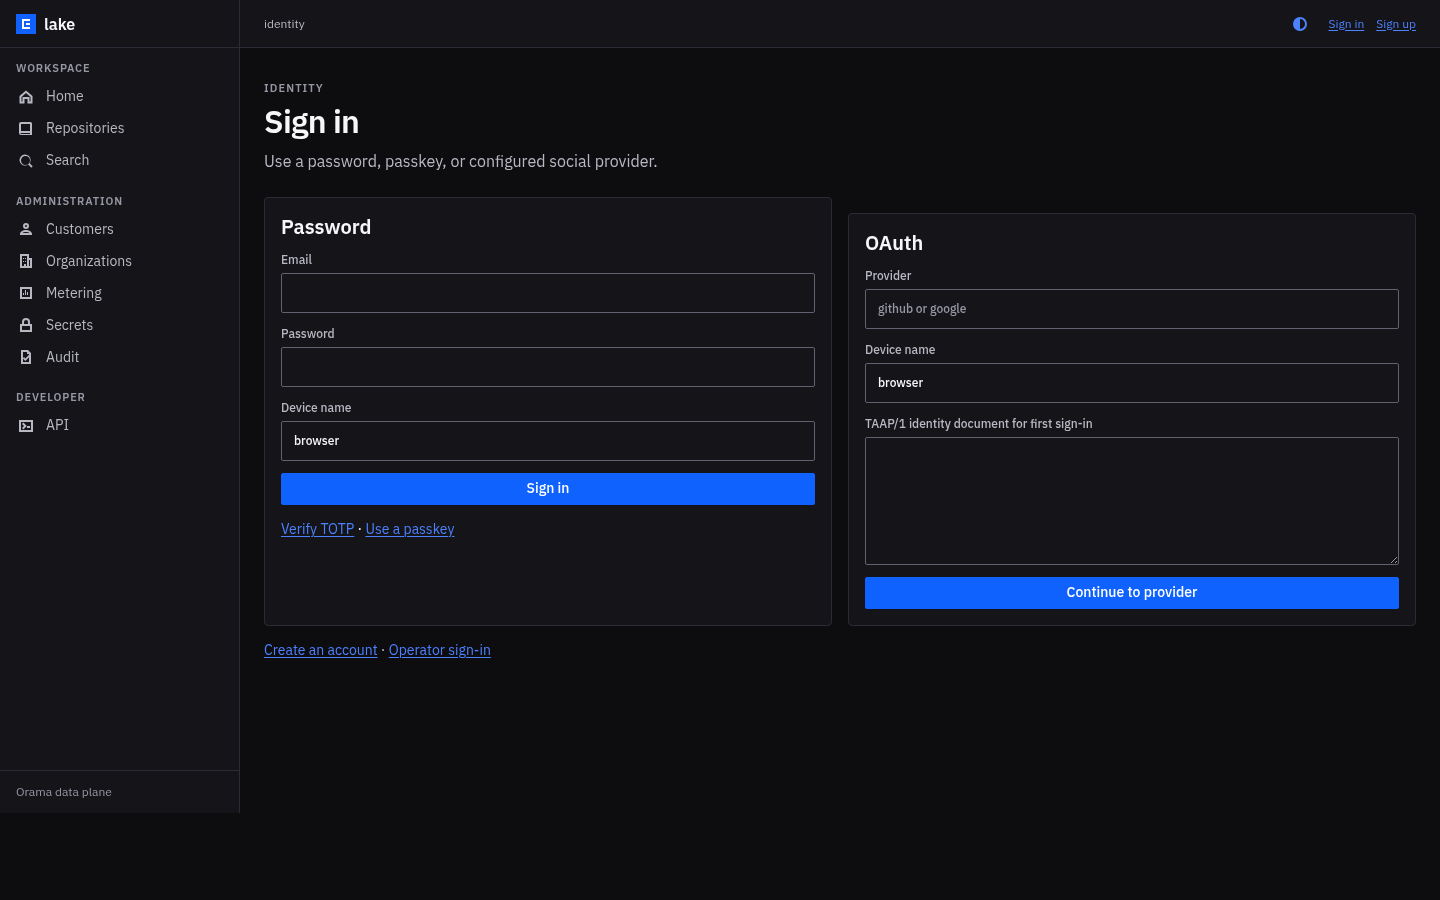 lake
identity
Sign in
Sign up
WORKSPACE
Home
Repositories
Search
ADMINISTRATION
Customers
Organizations
Metering
Secrets
Audit
DEVELOPER
API
Orama data plane
IDENTITY
Sign in
Use a password, passkey, or configured social provider.
Password
Email
Password
Device name
browser
Sign in
Verify TOTP · Use a passkey
OAuth
Provider
github or google
Device name
browser
TAAP/1 identity document for first sign-in
Continue to provider
Create an account · Operator sign-in